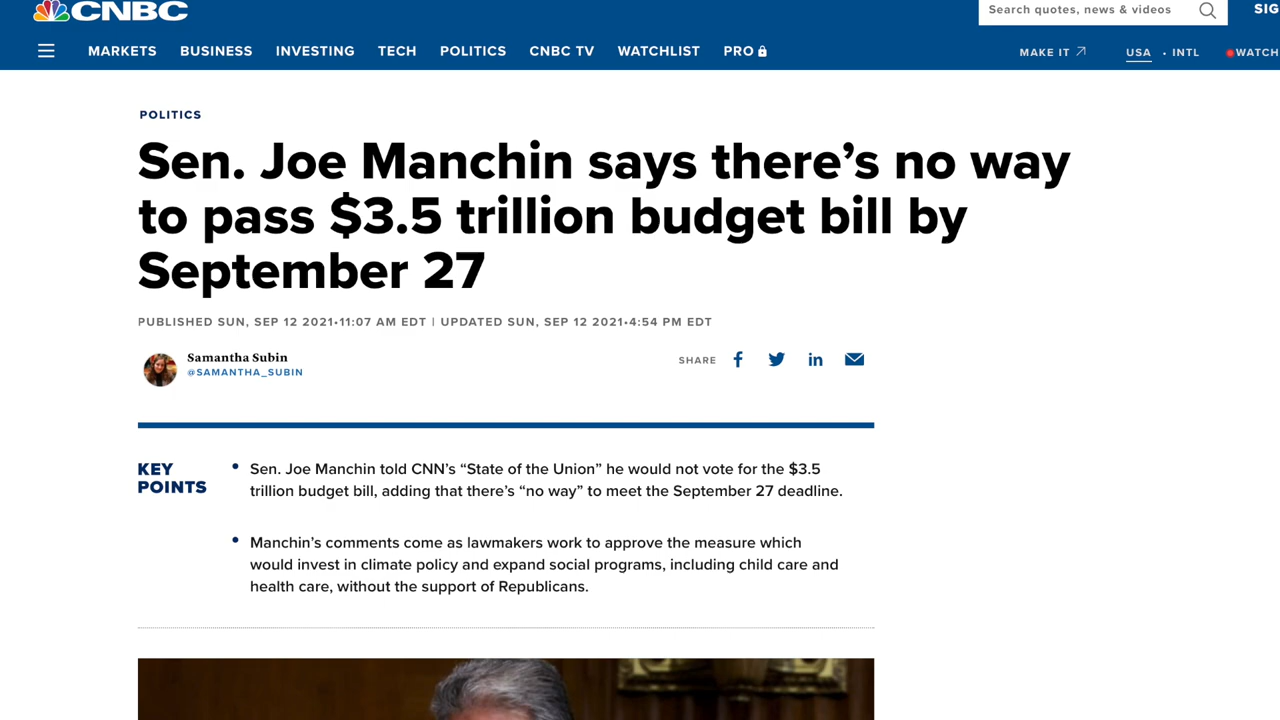 CNBC
Search quotes, news & videos
SIG
MARKETS BUSINESS INVESTING TECH POLITICS CNBC TV WATCHLIST PRO
MAKE IT USA • INTL WATCH
POLITICS
Sen. Joe Manchin says there’s no way
to pass $3.5 trillion budget bill by
September 27
PUBLISHED SUN, SEP 12 2021•11:07 AM EDT | UPDATED SUN, SEP 12 2021•4:54 PM EDT
Samantha Subin
@SAMANTHA_SUBIN
SHARE
KEY
POINTS
Sen. Joe Manchin told CNN’s “State of the Union” he would not vote for the $3.5
trillion budget bill, adding that there’s “no way” to meet the September 27 deadline.
Manchin’s comments come as lawmakers work to approve the measure which
would invest in climate policy and expand social programs, including child care and
health care, without the support of Republicans.